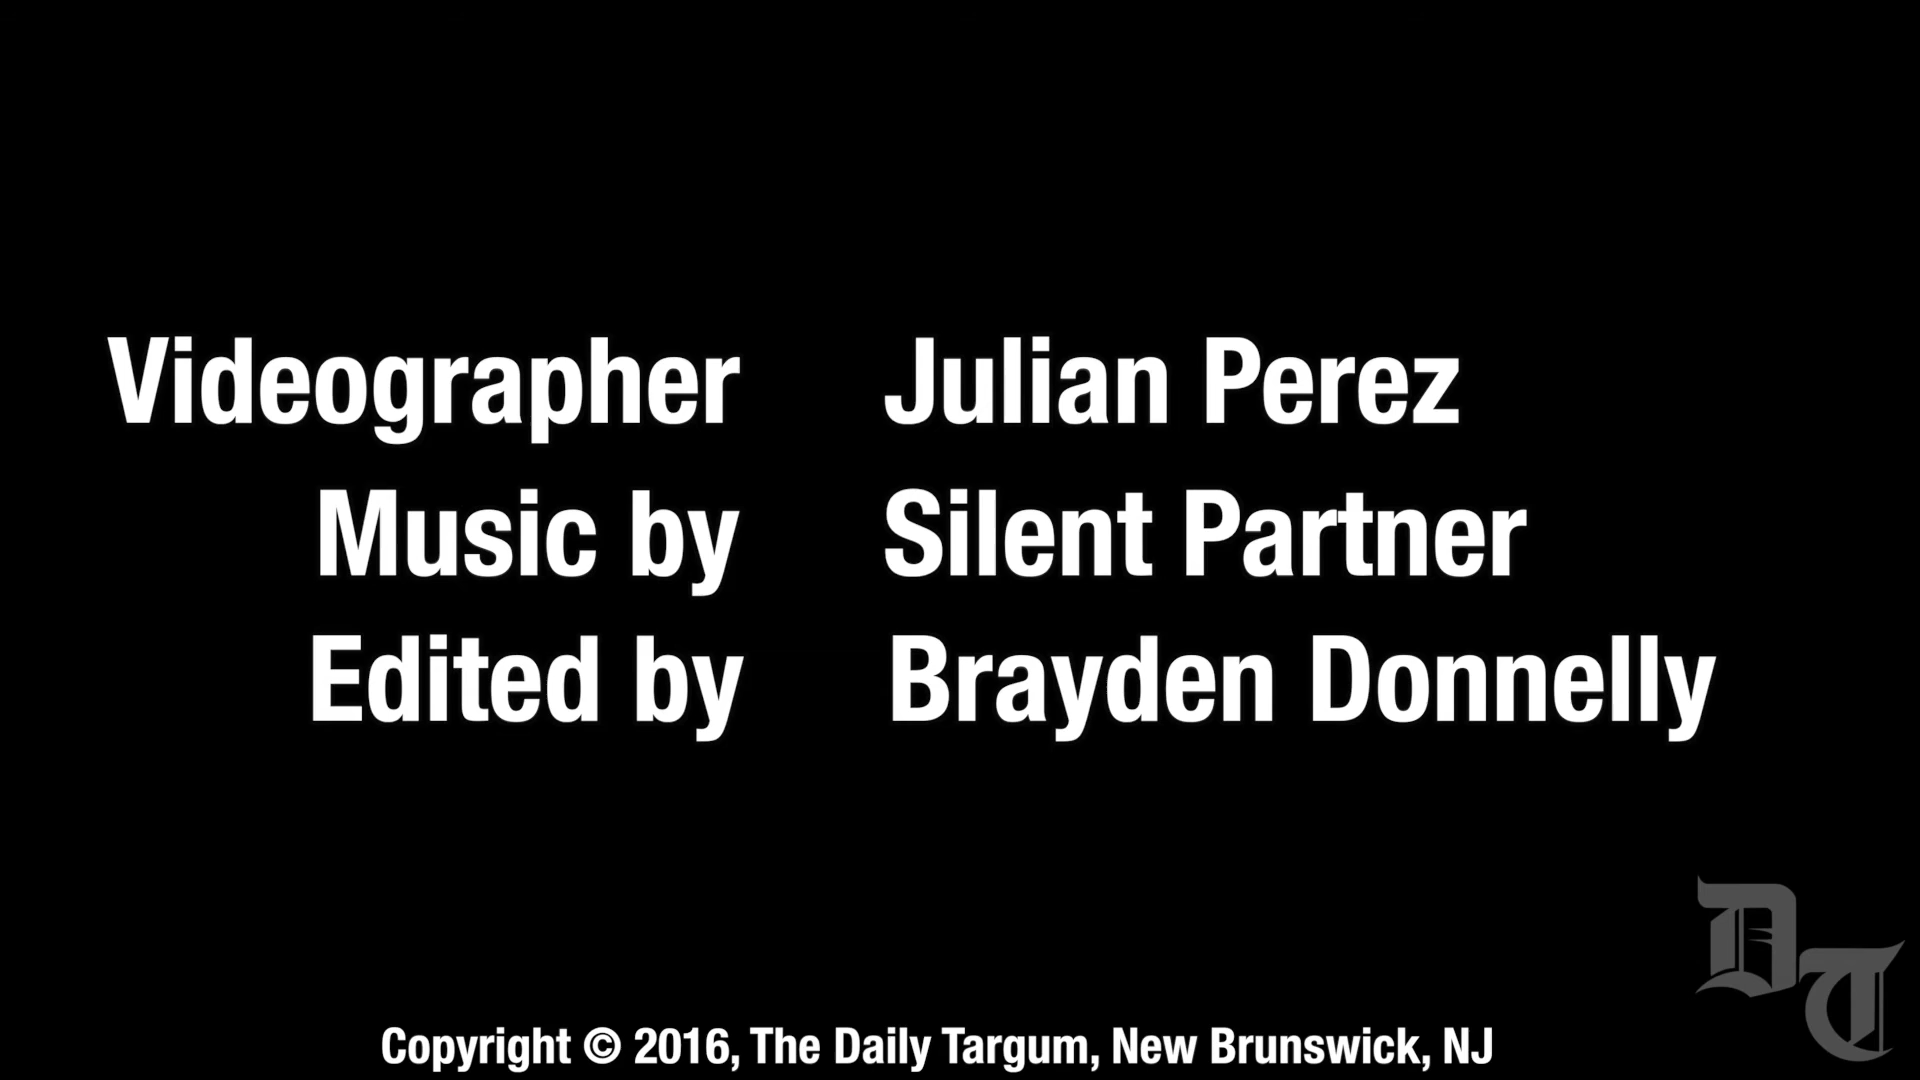 Videographer Julian Perez
Music by Silent Partner
Edited by Brayden Donnelly
DT
Copyright © 2016, The Daily Targum, New Brunswick, NJ